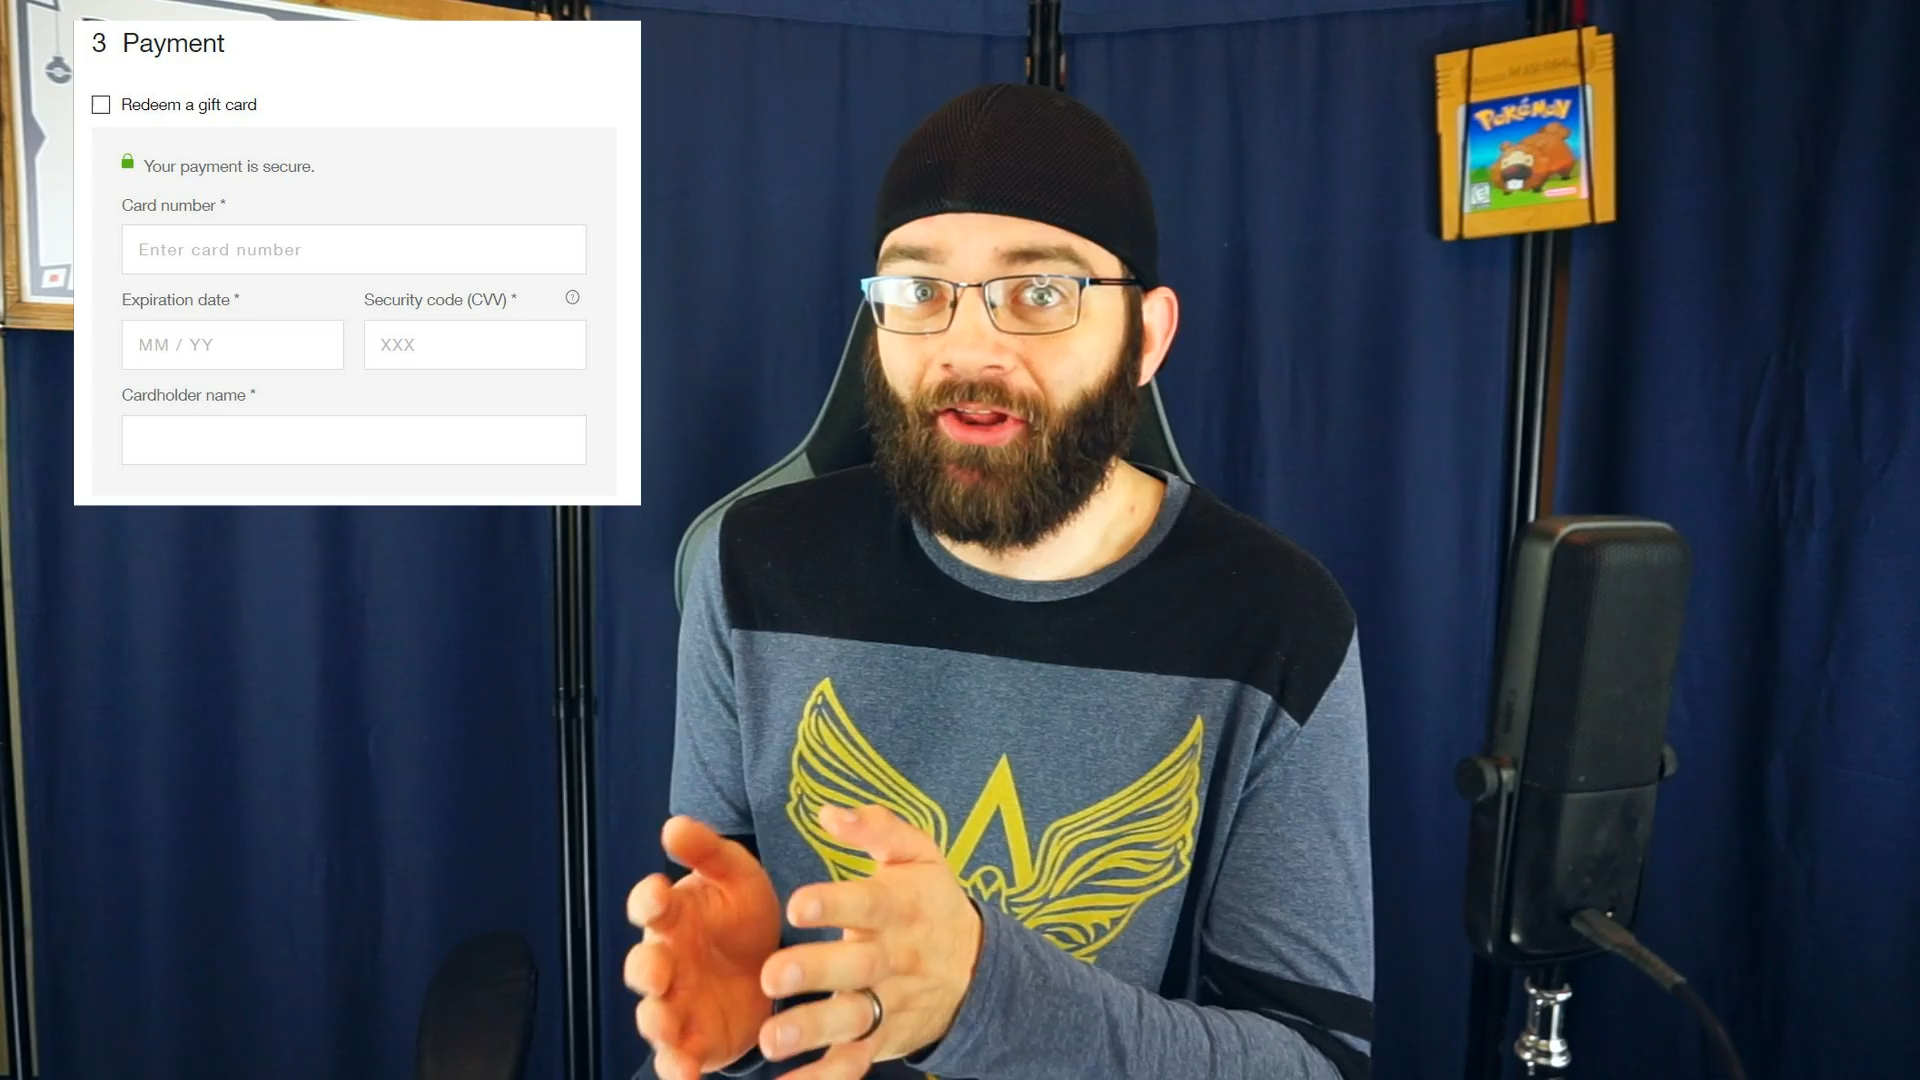 3 Payment
Redeem a gift card
Your payment is secure.
Card number *
Enter card number
Expiration date *
Security code (CVV) *
?
MM / YY
XXX
Cardholder name *
POKéMON
E